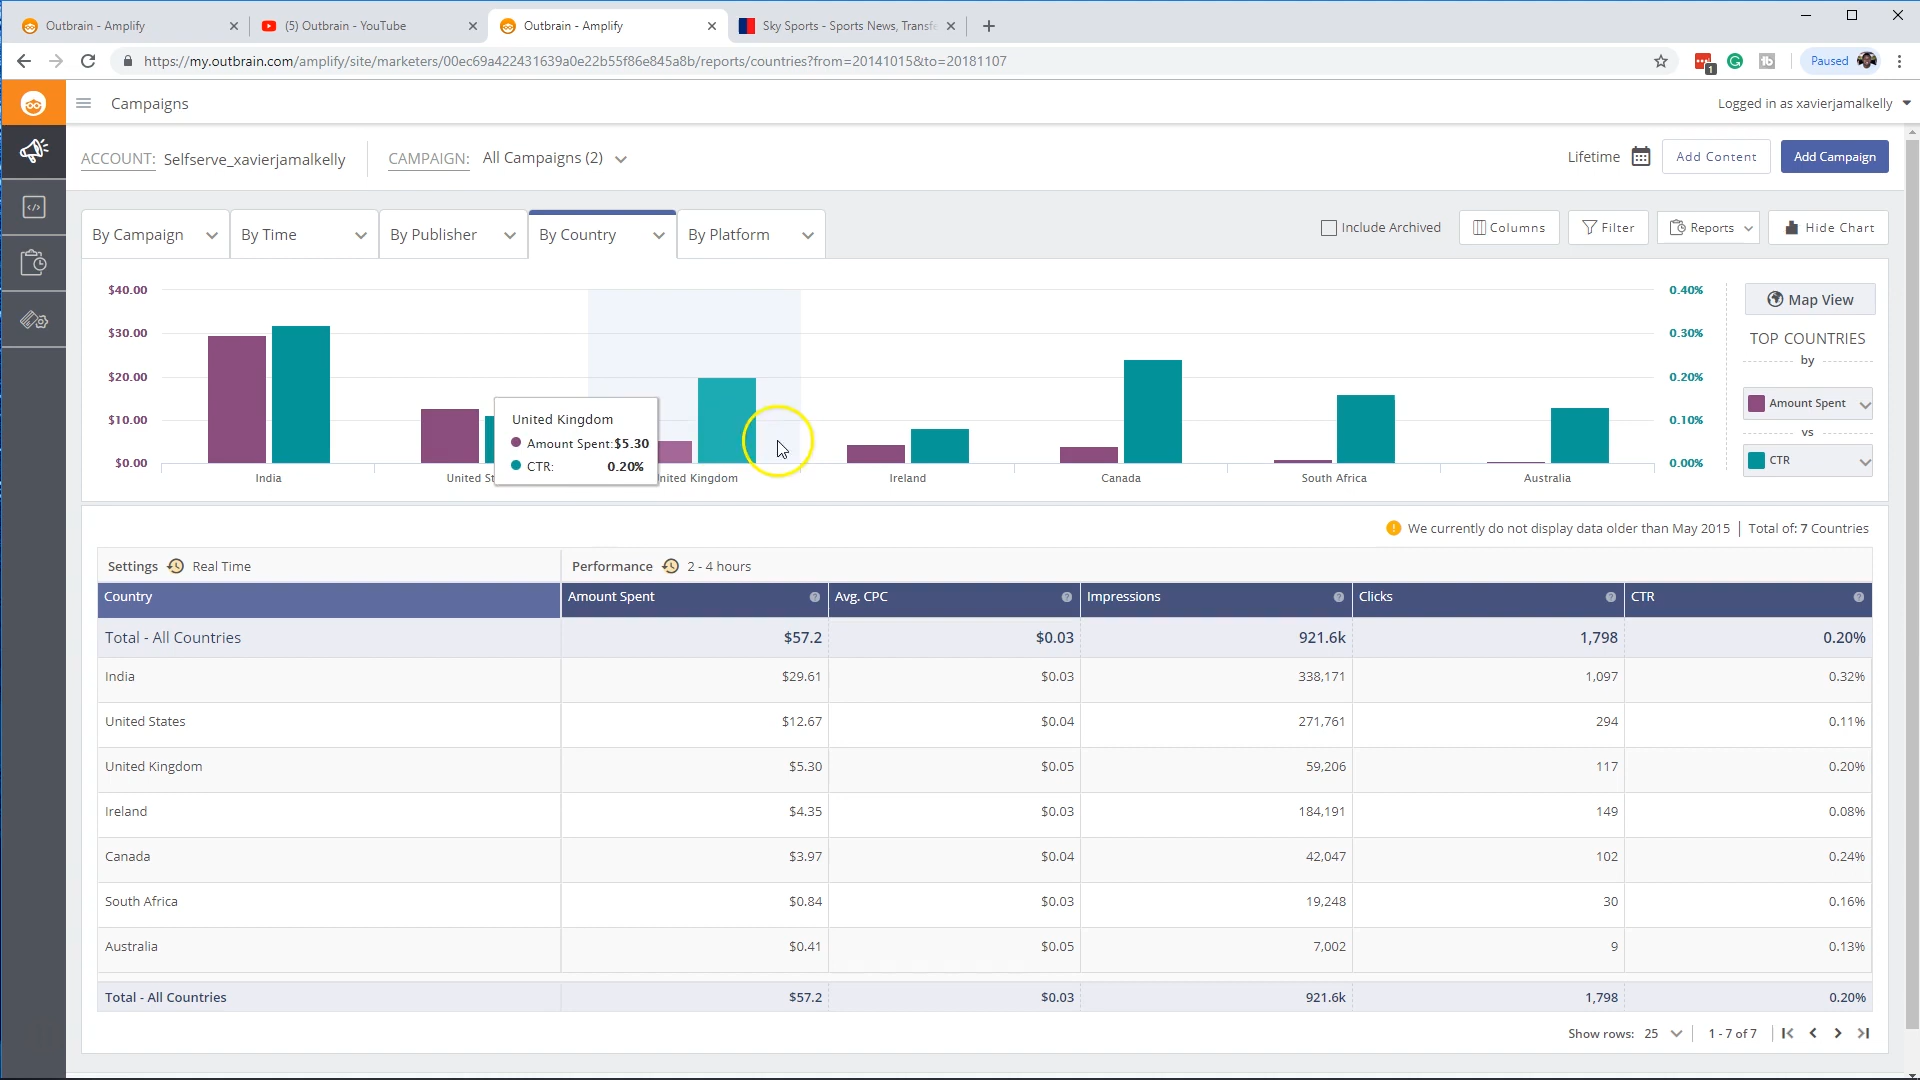 Outbrain - Amplify
(5) Outbrain - YouTube
Outbrain - Amplify
Sky Sports - Sports News, Transfe
https://my.outbrain.com/amplify/site/marketers/00ec69a422431639a0e22b55f86e845a8b/reports/countries?from=20141015&to=20181107
1
Paused
Campaigns
Logged in as xavierjamalkelly
ACCOUNT: Selfserve_xavierjamalkelly
CAMPAIGN: All Campaigns (2)
Lifetime
Add Content
Add Campaign
By Campaign
By Time
By Publisher
By Country
By Platform
Include Archived
Columns
Filter
Reports
Hide Chart
$40.00
$30.00
$20.00
$10.00
$0.00
0.40%
0.30%
0.20%
0.10%
0.00%
United Kingdom
Amount Spent:$5.30
CTR: 0.20%
India
United St
nited Kingdom
Ireland
Canada
South Africa
Australia
Map View
TOP COUNTRIES
by
Amount Spent
vs
CTR
We currently do not display data older than May 2015 | Total of: 7 Countries
Settings Real Time
Performance 2 - 4 hours
Country Amount Spent Avg. CPC Impressions Clicks CTR
Total - All Countries $57.2 $0.03 921.6k 1,798 0.20%
India $29.61 $0.03 338,171 1,097 0.32%
United States $12.67 $0.04 271,761 294 0.11%
United Kingdom $5.30 $0.05 59,206 117 0.20%
Ireland $4.35 $0.03 184,191 149 0.08%
Canada $3.97 $0.04 42,047 102 0.24%
South Africa $0.84 $0.03 19,248 30 0.16%
Australia $0.41 $0.05 7,002 9 0.13%
Total - All Countries $57.2 $0.03 921.6k 1,798 0.20%
Show rows: 25 1 - 7 of 7